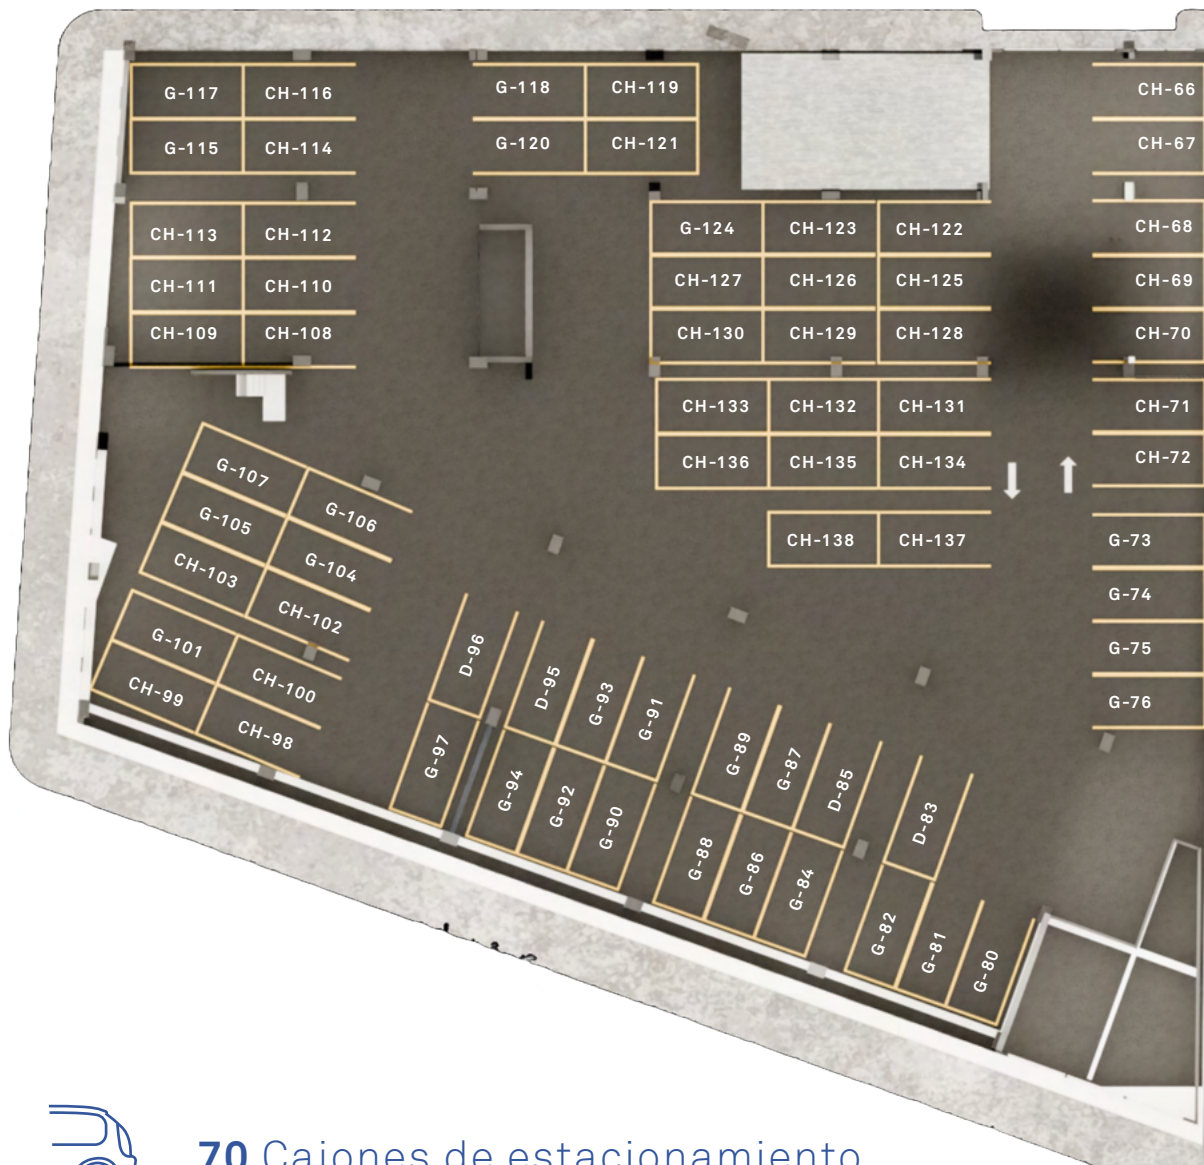 G-117 CH-116 G-118 CH-119 CH-66
G-115 CH-114 G-120 CH-121 CH-67
CH-113 CH-112 G-124 CH-123 CH-122 CH-68
CH-111 CH-110 CH-127 CH-126 CH-125 CH-69
CH-109 CH-108 CH-130 CH-129 CH-128 CH-70
CH-133 CH-132 CH-131 CH-71
CH-136 CH-135 CH-134 CH-72
CH-138 CH-137 G-73
G-74
G-75
G-76
G-107 G-106
G-105 G-104
CH-103 CH-102
G-101 CH-100
CH-99 CH-98
D-96 D-95 G-93 G-91 G-89 G-87 D-85 D-83
G-97 G-94 G-92 G-90 G-88 G-86 G-84 G-82 G-81 G-80
70 Cajones de estacionamiento